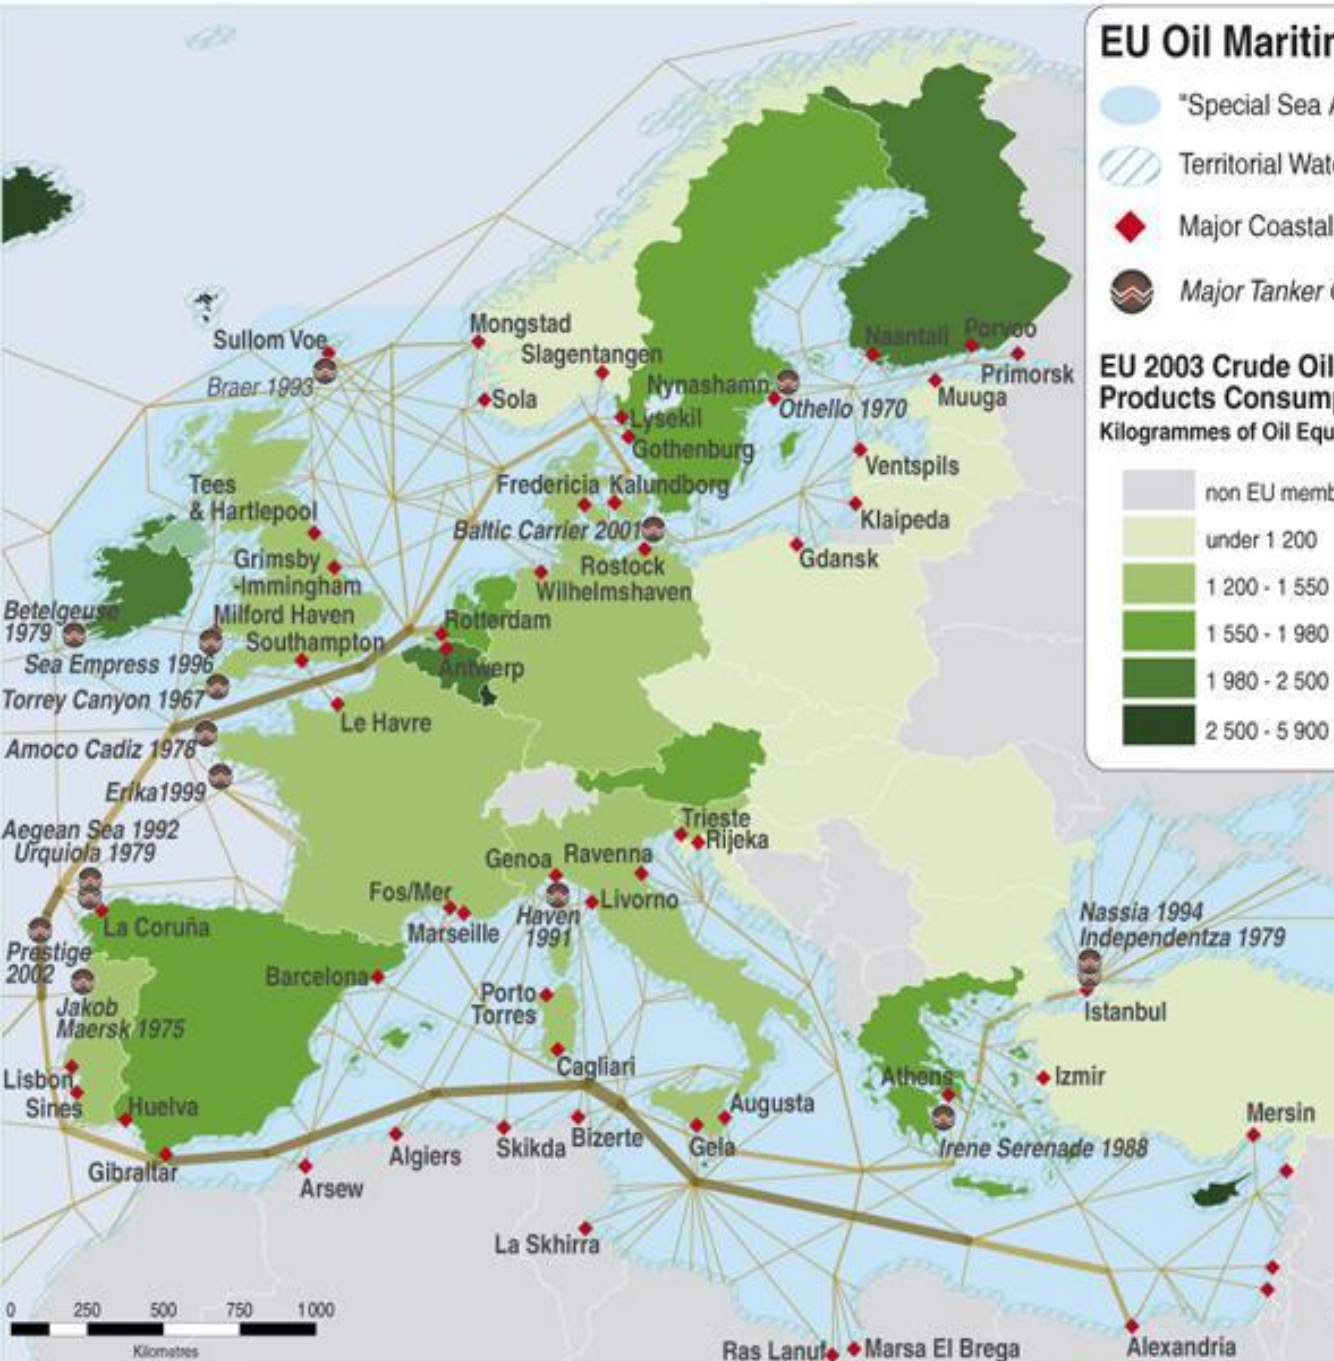 EU Oil Maritin
"Special Sea A
Territorial Wate
Major Coastal
Major Tanker
EU 2003 Crude Oil
Products Consum
Kilogrammes of Oil Equ
non EU memb
under 1 200
1 200 - 1 550
1 550 - 1 980
1 980 - 2 500
2 500 - 5 900
Sullom Voe
Braer 1993
Mongstad
Slagentangen
Sola
Nynashamn
Othello 1970
Naantali
Porvoo
Primorsk
Muuga
Lysekil
Gothenburg
Ventspils
Klaipeda
Fredericia
Kalundborg
Baltic Carrier 2001
Rostock
Wilhelmshaven
Gdansk
Tees
& Hartlepool
Grimsby
-Immingham
Betelgeuse
1979
Milford Haven
Southampton
Sea Empress 1996
Torrey Canyon 1967
Rotterdam
Antwerp
Le Havre
Amoco Cadiz 1978
Erika1999
Aegean Sea 1992
Urquiola 1979
La Coruña
Prestige
2002
Jakob
Maersk 1975
Lisbon
Sines
Huelva
Gibraltar
Barcelona
Fos/Mer
Marseille
Genoa
Haven
1991
Ravenna
Livorno
Trieste
Rijeka
Porto
Torres
Cagliari
Nassia 1994
Independentza 1979
Istanbul
Izmir
Athens
Irene Serenade 1988
Mersin
Augusta
Gela
Arsew
Algiers
Skikda
Bizerte
La Skhirra
Ras Lanuf
Marsa El Brega
Alexandria
0 250 500 750 1 000
Kilometres